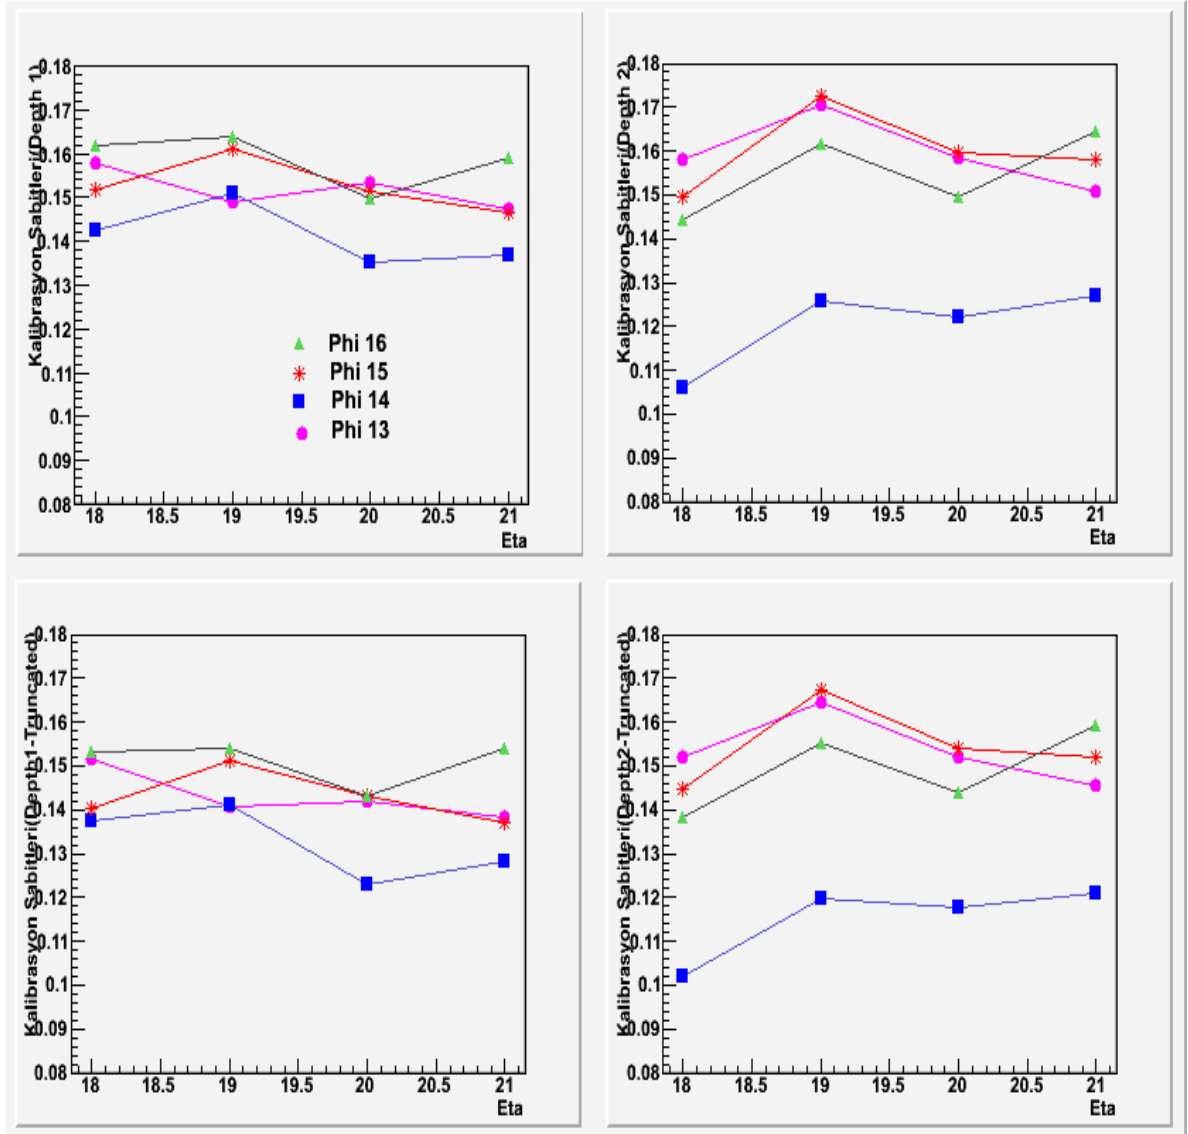 Kalibrasyon Sabitleri(Depth 1)
0.18
0.17
0.16
0.15
0.14
0.13
0.12
0.11
0.1
0.09
0.08
Phi 16
Phi 15
Phi 14
Phi 13
18 18.5 19 19.5 20 20.5 21
Eta
Kalibrasyon Sabitleri(Depth 2)
0.18
0.17
0.16
0.15
0.14
0.13
0.12
0.11
0.1
0.09
0.08
18 18.5 19 19.5 20 20.5 21
Eta
Kalibrasyon Sabitleri(Depth1-Truncated)
0.18
0.17
0.16
0.15
0.14
0.13
0.12
0.11
0.1
0.09
0.08
18 18.5 19 19.5 20 20.5 21
Eta
Kalibrasyon Sabitleri(Depth2-Truncated)
0.18
0.17
0.16
0.15
0.14
0.13
0.12
0.11
0.1
0.09
0.08
18 18.5 19 19.5 20 20.5 21
Eta